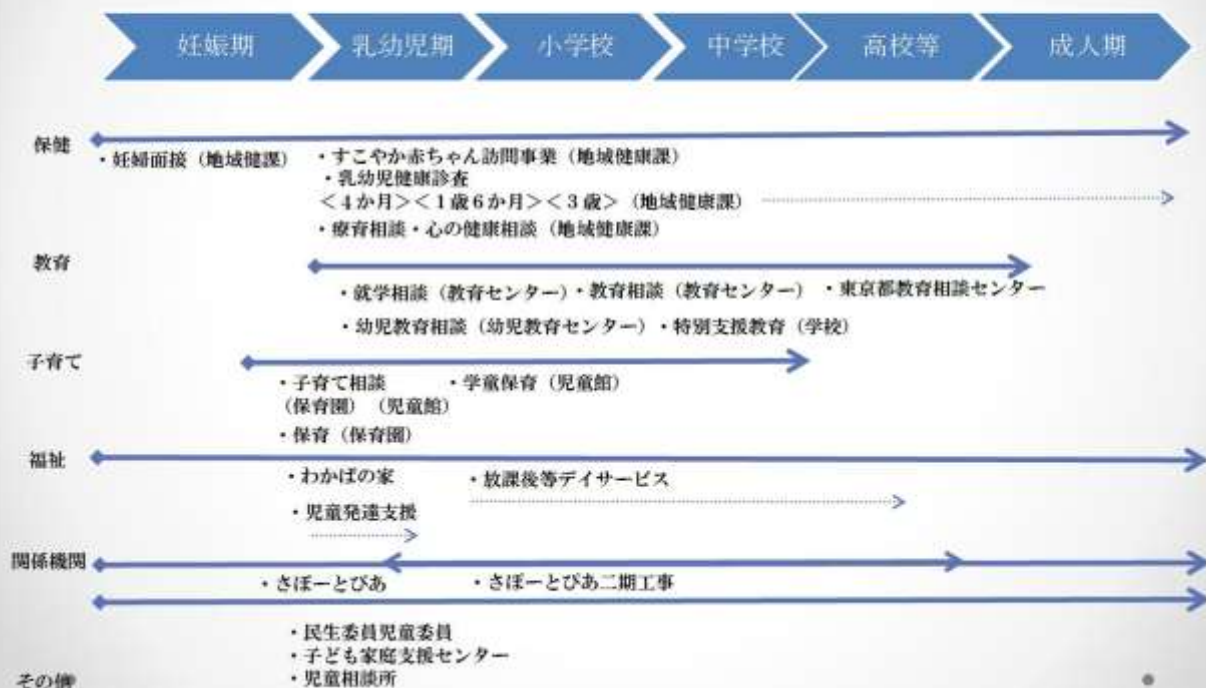 妊娠期 乳幼児期 小学校 中学校 高校等 成人期
保健
・妊婦面接（地域健課） ・すこやか赤ちゃん訪問事業（地域健康課）
・乳幼児健康診査
＜４か月＞＜１歳６か月＞＜３歳＞（地域健康課）
・療育相談・心の健康相談（地域健康課）
教育
・就学相談（教育センター）・教育相談（教育センター） ・東京都教育相談センター
・幼児教育相談（幼児教育センター）・特別支援教育（学校）
子育て
・子育て相談 ・学童保育（児童館）
（保育園）（児童館）
・保育（保育園）
福祉
・わかばの家 ・放課後等デイサービス
・児童発達支援
関係機関
・さぽーとぴあ ・さぽーとぴあ二期工事
・民生委員児童委員
・子ども家庭支援センター
・児童相談所
その他